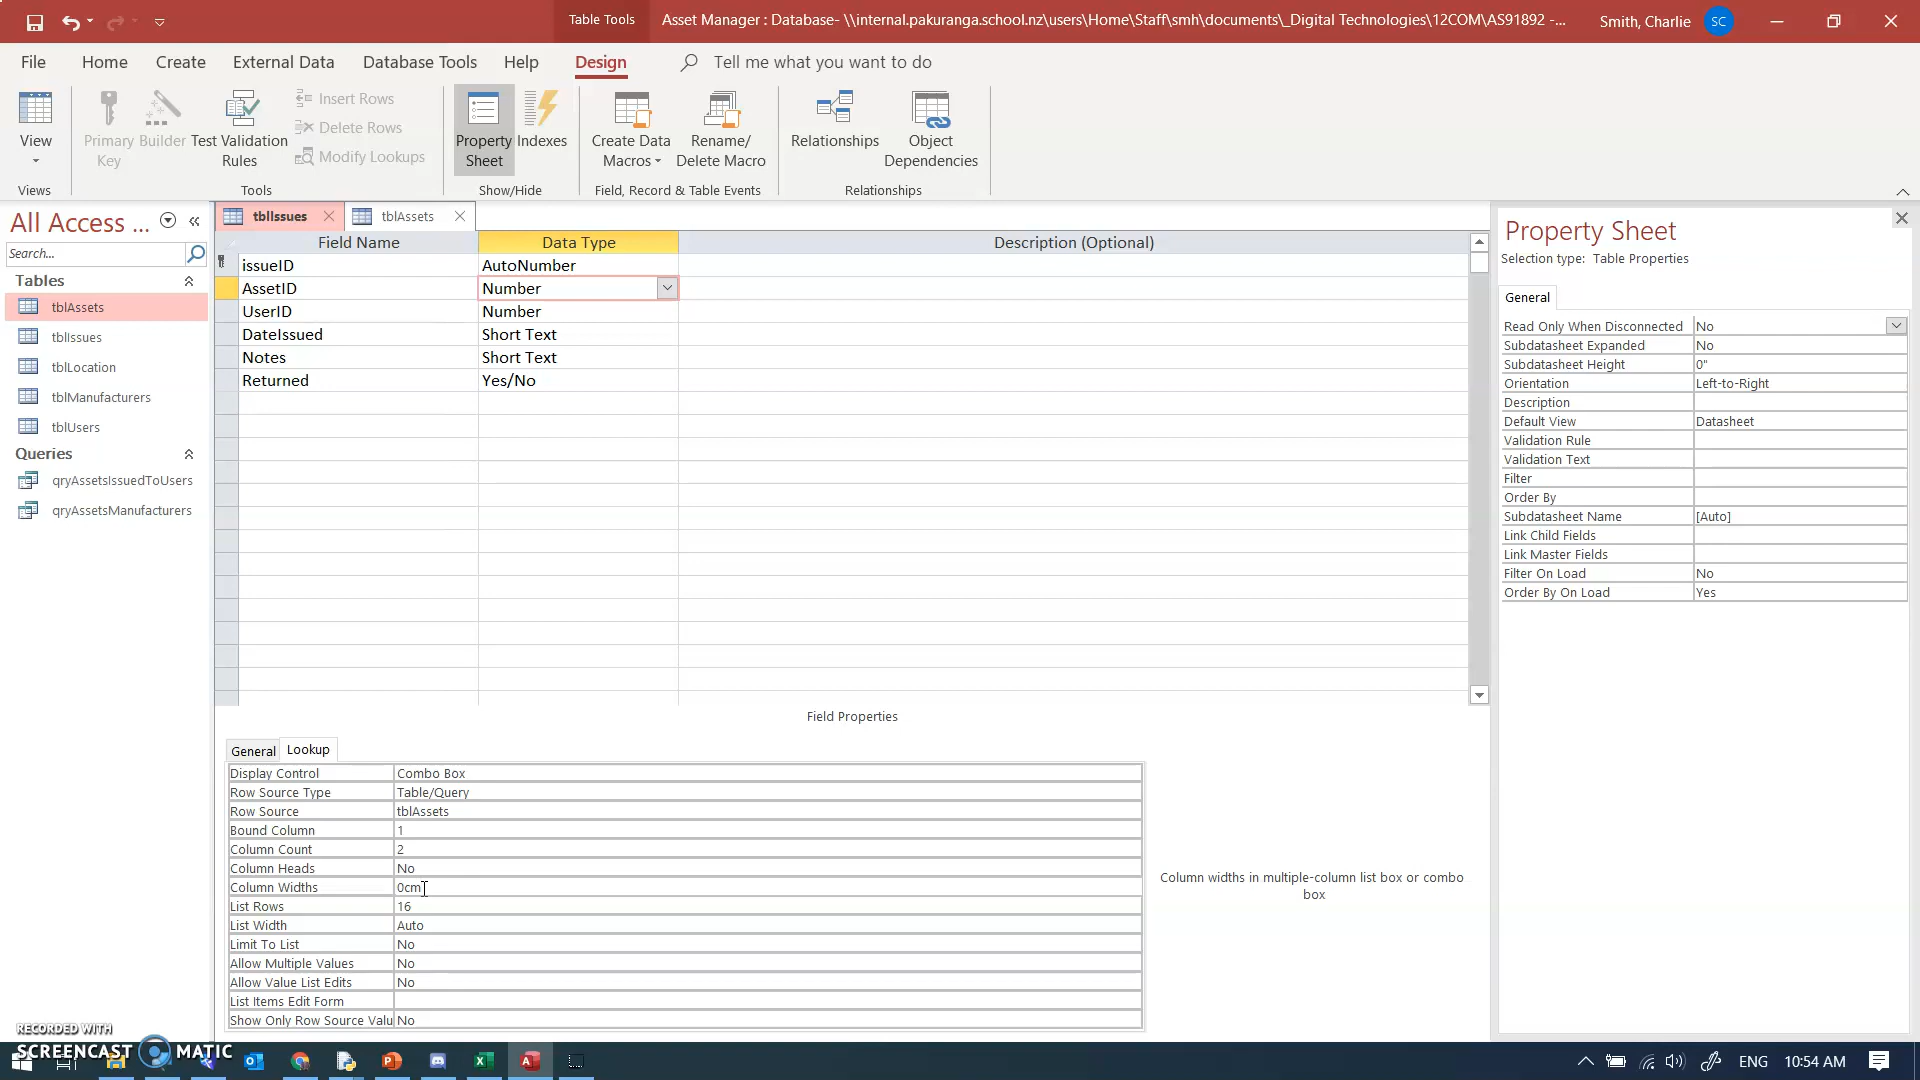 Table Tools
Asset Manager : Database- \\internal.pakuranga.school.nz\users\Home\Staff\smh\documents\_Digital Technologies\12COM\AS91892 -...
Smith, Charlie
SC
File Home Create External Data Database Tools Help Design Tell me what you want to do
View
Primary Key
Builder
Test Validation Rules
Insert Rows
Delete Rows
Modify Lookups
Property Sheet
Indexes
Create Data Macros
Rename/ Delete Macro
Relationships
Object Dependencies
Views Tools Show/Hide Field, Record & Table Events Relationships
All Access ...
Search...
Tables
tblAssets
tblIssues
tblLocation
tblManufacturers
tblUsers
Queries
qryAssetsIssuedToUsers
qryAssetsManufacturers
tblIssues tblAssets
Field Name Data Type Description (Optional)
issueID AutoNumber
AssetID Number
UserID Number
DateIssued Short Text
Notes Short Text
Returned Yes/No
Field Properties
General Lookup
Display Control Combo Box
Row Source Type Table/Query
Row Source tblAssets
Bound Column 1
Column Count 2
Column Heads No
Column Widths 0cm
List Rows 16
List Width Auto
Limit To List No
Allow Multiple Values No
Allow Value List Edits No
List Items Edit Form
Show Only Row Source Valu No
Column widths in multiple-column list box or combo
box
Property Sheet
Selection type: Table Properties
General
Read Only When Disconnected No
Subdatasheet Expanded No
Subdatasheet Height 0"
Orientation Left-to-Right
Description
Default View Datasheet
Validation Rule
Validation Text
Filter
Order By
Subdatasheet Name [Auto]
Link Child Fields
Link Master Fields
Filter On Load No
Order By On Load Yes
RECORDED WITH
SCREENCAST MATIC
ENG 10:54 AM